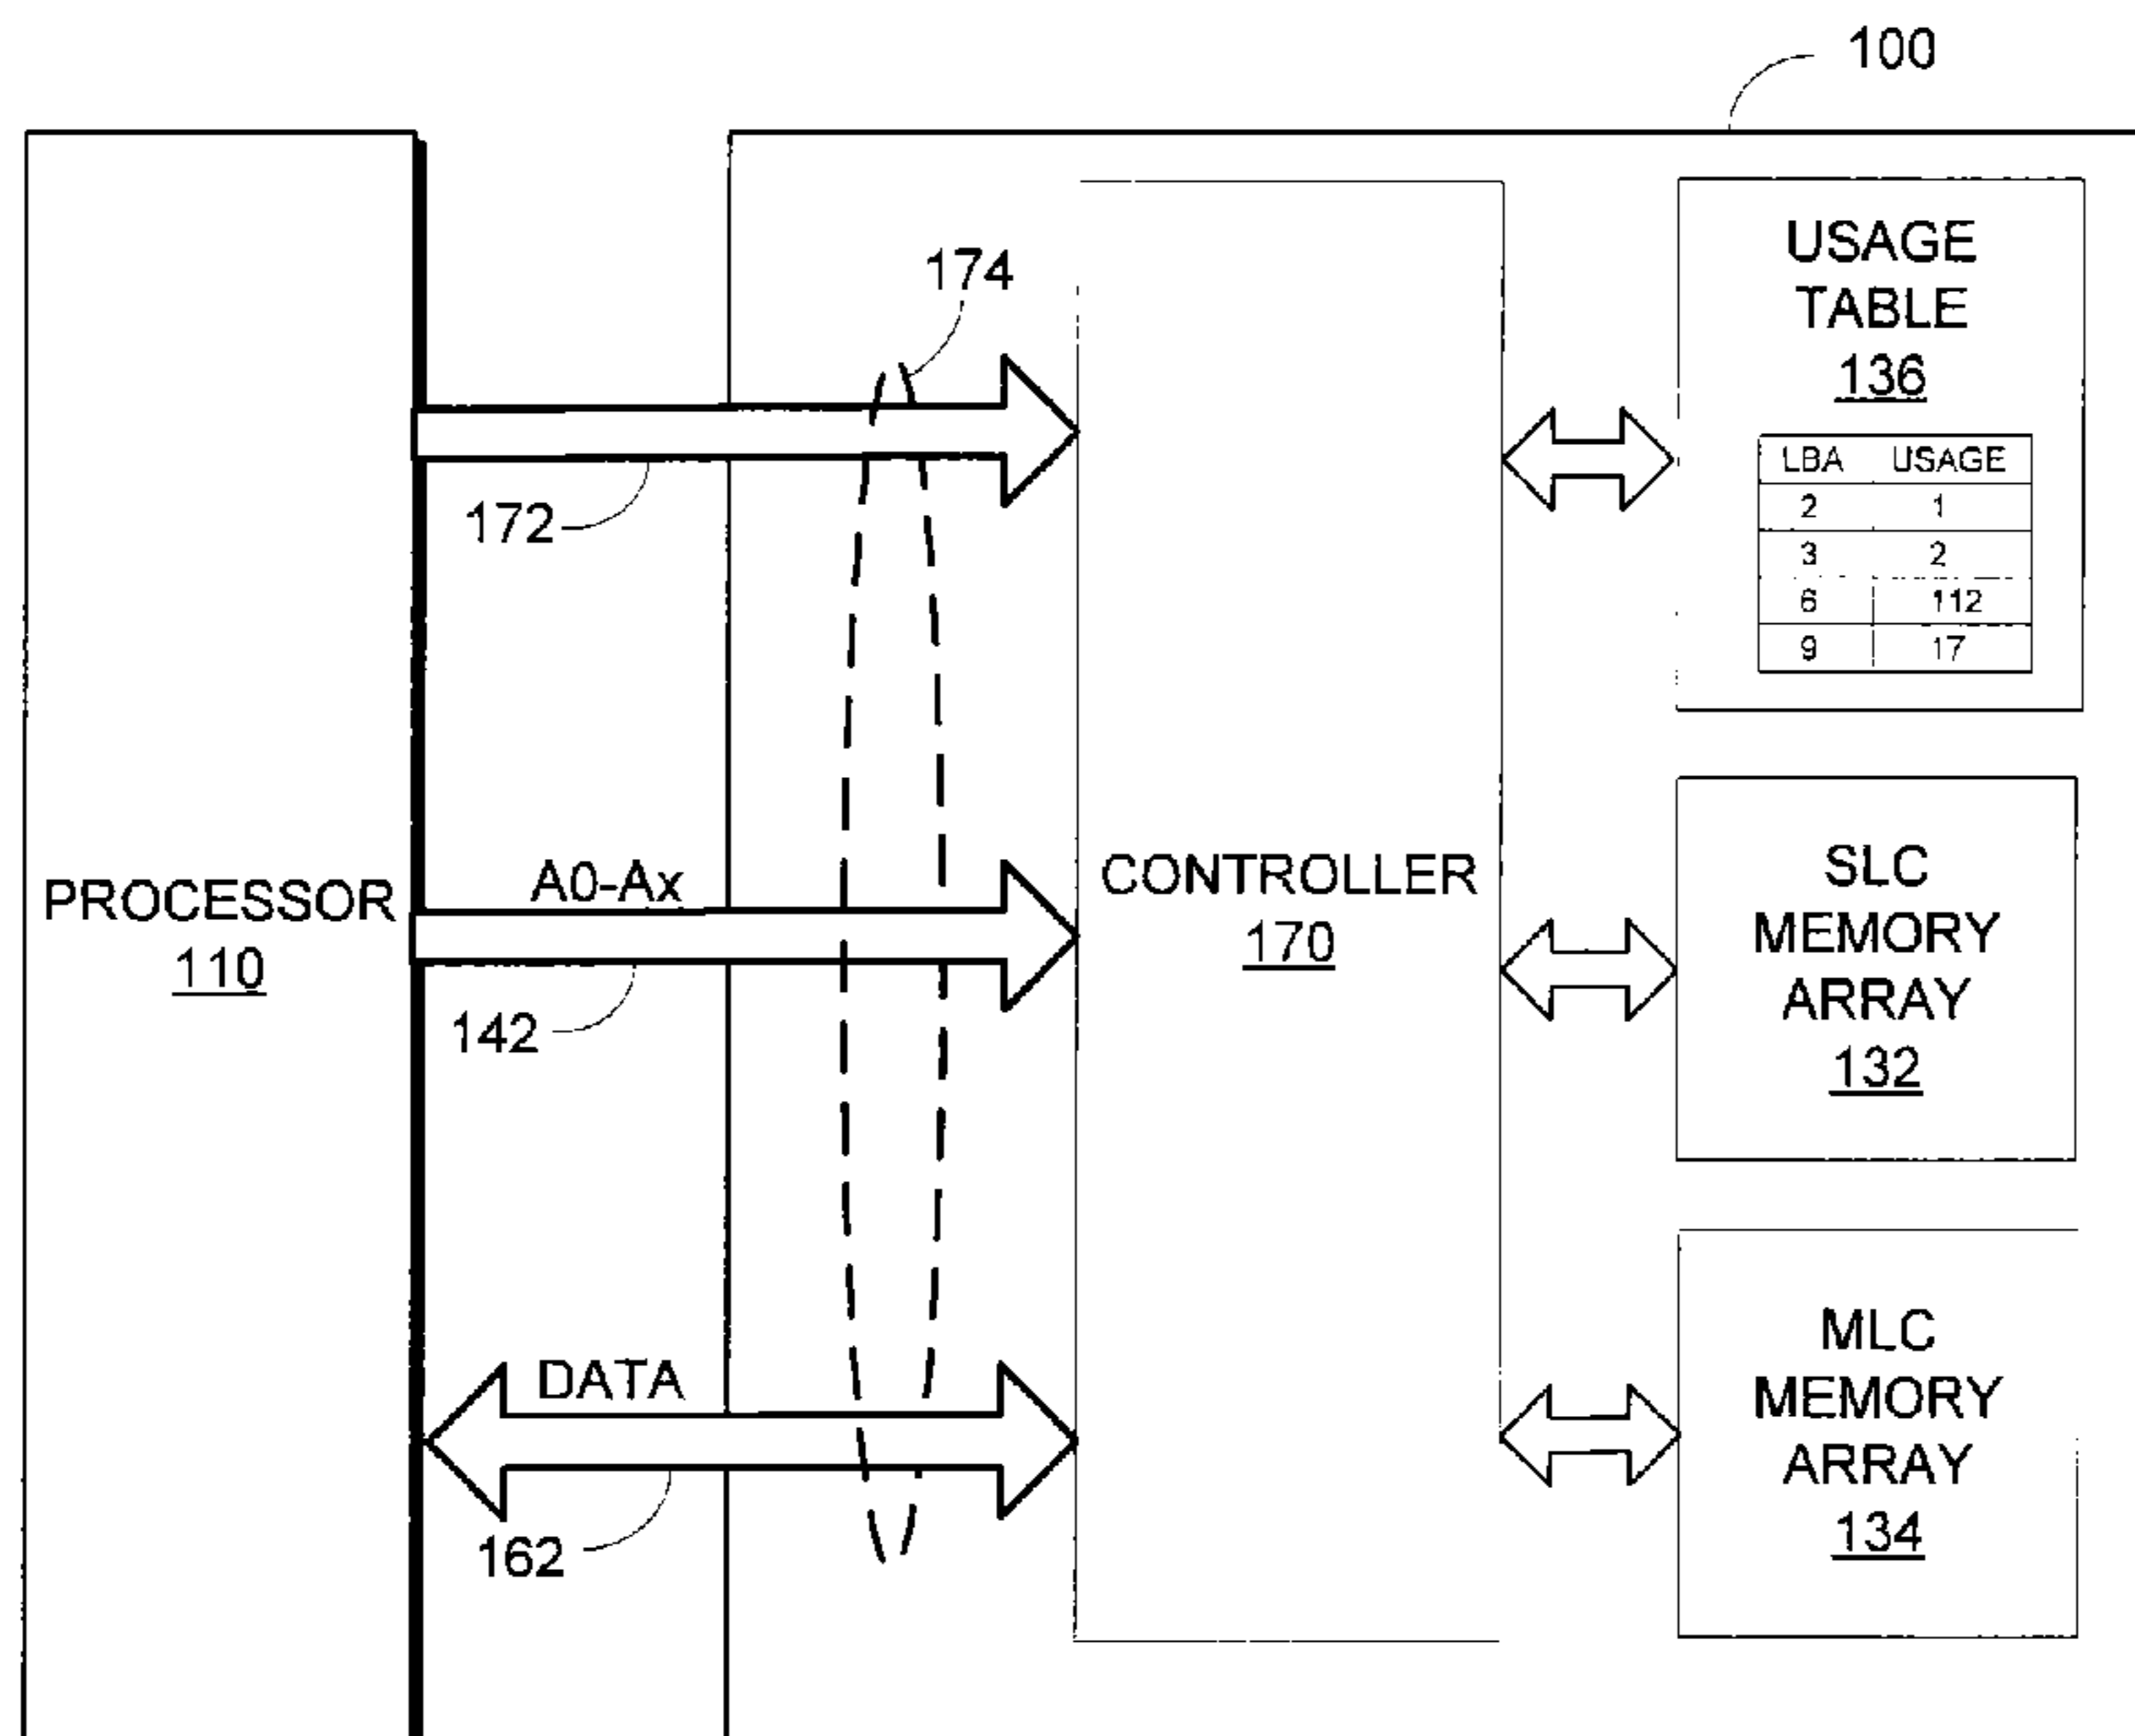 100
174
172
A0-Ax
142
DATA
162
PROCESSOR
110
CONTROLLER
170
USAGE
TABLE
136
LBA USAGE
2 1
3 2
6 112
9 17
SLC
MEMORY
ARRAY
132
MLC
MEMORY
ARRAY
134